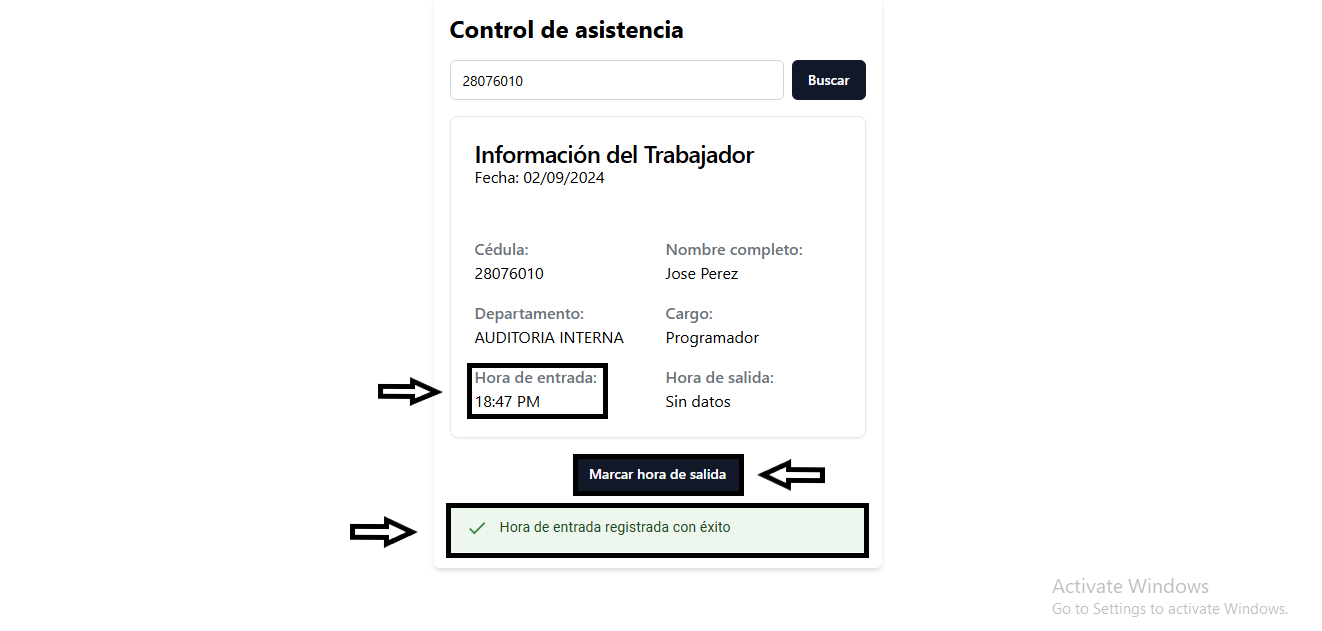 Control de asistencia
28076010
Buscar
Información del Trabajador
Fecha: 02/09/2024
Cédula:
Nombre completo:
28076010
Jose Perez
Departamento:
Cargo:
AUDITORIA INTERNA
Programador
Hora de entrada:
Hora de salida:
18:47 PM
Sin datos
Marcar hora de salida
Hora de entrada registrada con éxito
Activate Windows
Go to Settings to activate Windows.